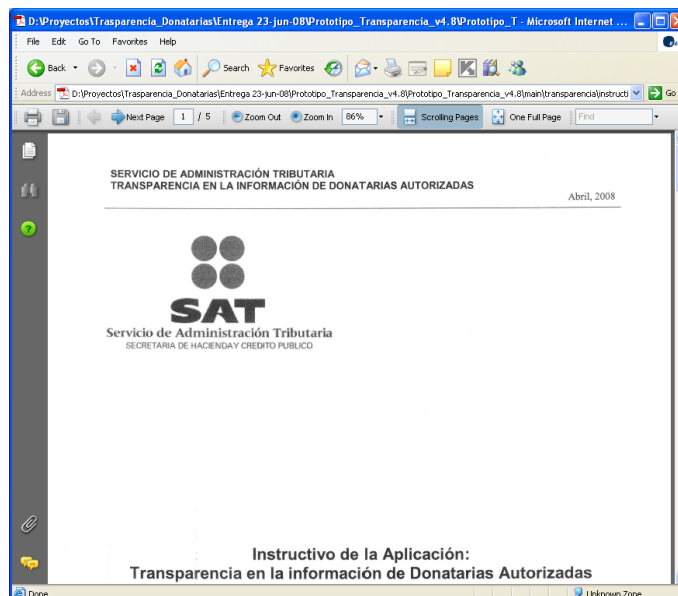 D:\Proyectos\Trasparencia_Donatarias\Entrega 23-jun-08\Prototipo_Transparencia_v4.8\Prototipo_T - Microsoft Internet ...
File Edit Go To Favorites Help
Back Search Favorites
Address D:\Proyectos\Trasparencia_Donatarias\Entrega 23-jun-08\Prototipo_Transparencia_v4.8\Prototipo_Transparencia_v4.8\main\transparencia\instructi Go
Next Page 1 / 5 Zoom Out Zoom In 86% Scrolling Pages One Full Page Find
SERVICIO DE ADMINISTRACIÓN TRIBUTARIA
TRANSPARENCIA EN LA INFORMACIÓN DE DONATARIAS AUTORIZADAS
Abril, 2008
SAT
Servicio de Administración Tributaria
SECRETARIA DE HACIENDA Y CREDITO PUBLICO
Instructivo de la Aplicación:
Transparencia en la información de Donatarias Autorizadas
Done Unknown Zone